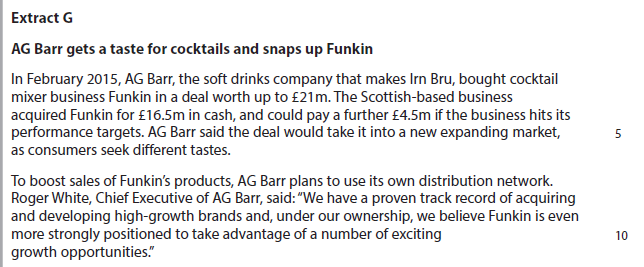 Extract G
AG Barr gets a taste for cocktails and snaps up Funkin
In February 2015, AG Barr, the soft drinks company that makes Irn Bru, bought cocktail
mixer business Funkin in a deal worth up to £21m. The Scottish-based business
acquired Funkin for £16.5m in cash, and could pay a further £4.5m if the business hits its
performance targets. AG Barr said the deal would take it into a new expanding market, 5
as consumers seek different tastes.
To boost sales of Funkin's products, AG Barr plans to use its own distribution network.
Roger White, Chief Executive of AG Barr, said: "We have a proven track record of acquiring
and developing high-growth brands and, under our ownership, we believe Funkin is even
more strongly positioned to take advantage of a number of exciting 10
growth opportunities."